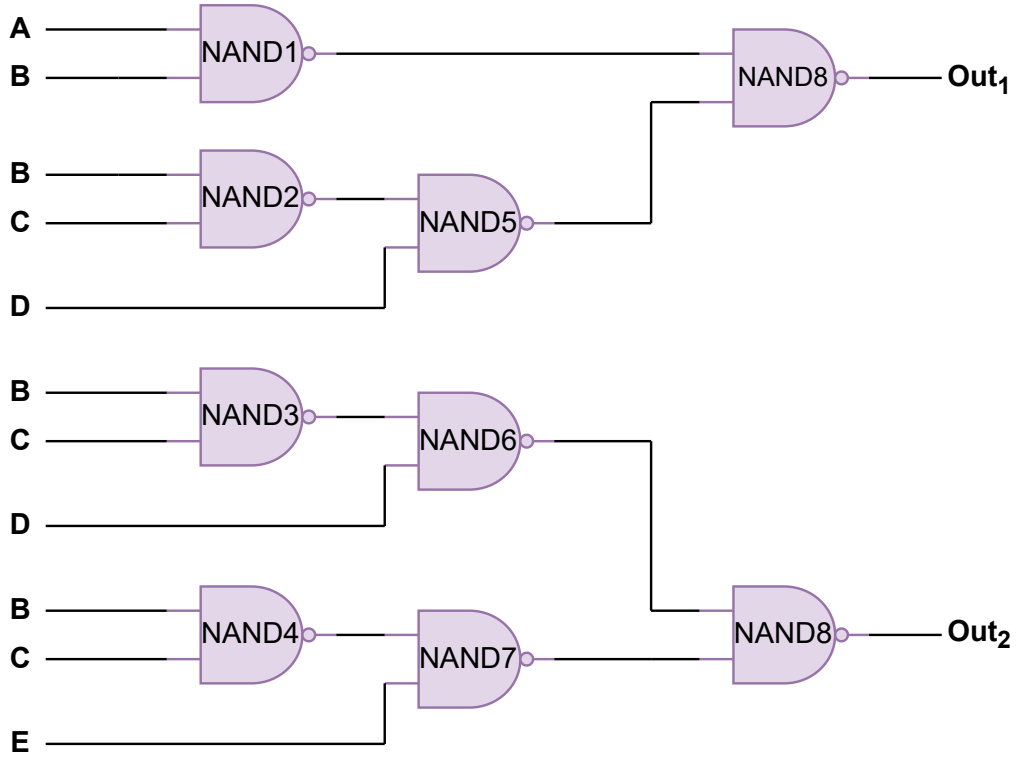 A
NAND1
B
NAND8
Out1
B
NAND2
C
NAND5
D
B
NAND3
C
NAND6
D
B
NAND4
C
NAND7
NAND8
Out2
E